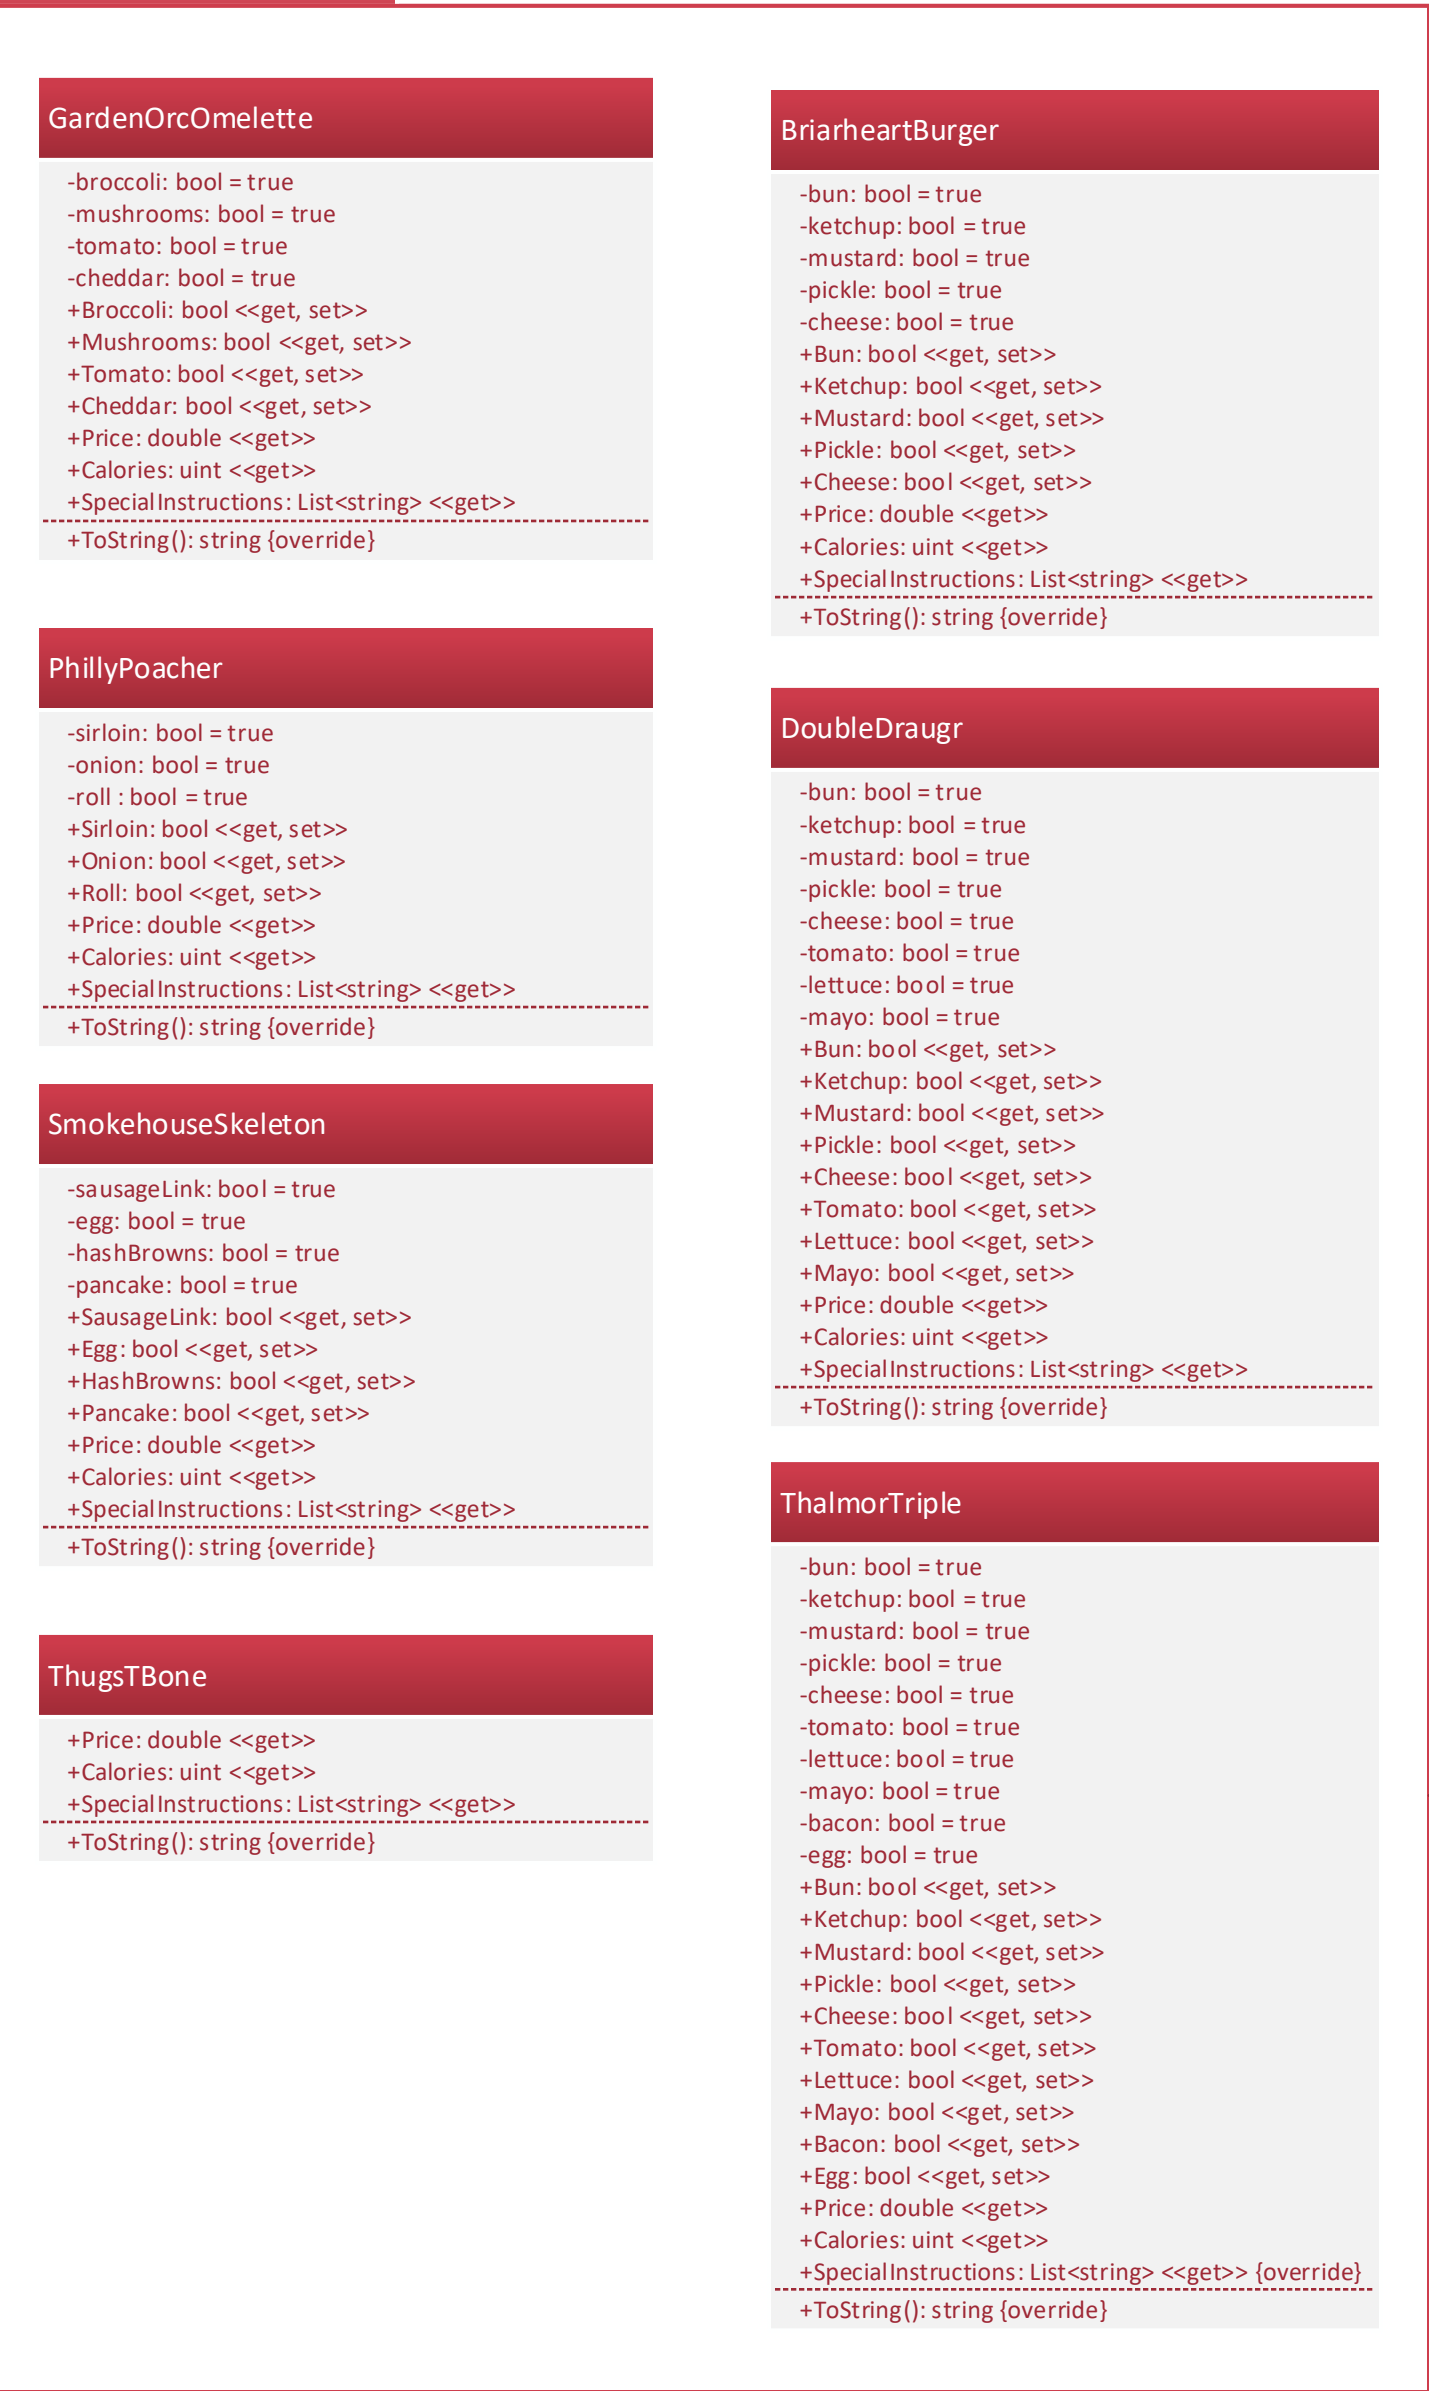 GardenOrcOmelette
-broccoli: bool = true
-mushrooms: bool = true
-tomato: bool = true
-cheddar: bool = true
+Broccoli: bool <<get, set>>
+Mushrooms: bool <<get, set>>
+Tomato: bool <<get, set>>
+Cheddar: bool <<get, set>>
+Price: double <<get>>
+Calories: uint <<get>>
+SpecialInstructions: List<string> <<get>>
+ToString(): string {override}
PhillyPoacher
-sirloin: bool = true
-onion: bool = true
-roll : bool = true
+Sirloin: bool <<get, set>>
+Onion: bool <<get, set>>
+Roll: bool <<get, set>>
+Price: double <<get>>
+Calories: uint <<get>>
+SpecialInstructions: List<string> <<get>>
+ToString(): string {override}
SmokehouseSkeleton
-sausageLink: bool = true
-egg: bool = true
-hashBrowns: bool = true
-pancake: bool = true
+SausageLink: bool <<get, set>>
+Egg: bool <<get, set>>
+HashBrowns: bool <<get, set>>
+Pancake: bool <<get, set>>
+Price: double <<get>>
+Calories: uint <<get>>
+SpecialInstructions: List<string> <<get>>
+ToString(): string {override}
ThugsTBone
+Price: double <<get>>
+Calories: uint <<get>>
+SpecialInstructions: List<string> <<get>>
+ToString(): string {override}
BriarheartBurger
-bun: bool = true
-ketchup: bool = true
-mustard: bool = true
-pickle: bool = true
-cheese: bool = true
+Bun: bool <<get, set>>
+Ketchup: bool <<get, set>>
+Mustard: bool <<get, set>>
+Pickle: bool <<get, set>>
+Cheese: bool <<get, set>>
+Price: double <<get>>
+Calories: uint <<get>>
+SpecialInstructions: List<string> <<get>>
+ToString(): string {override}
DoubleDraugr
-bun: bool = true
-ketchup: bool = true
-mustard: bool = true
-pickle: bool = true
-cheese: bool = true
-tomato: bool = true
-lettuce: bool = true
-mayo: bool = true
+Bun: bool <<get, set>>
+Ketchup: bool <<get, set>>
+Mustard: bool <<get, set>>
+Pickle: bool <<get, set>>
+Cheese: bool <<get, set>>
+Tomato: bool <<get, set>>
+Lettuce: bool <<get, set>>
+Mayo: bool <<get, set>>
+Price: double <<get>>
+Calories: uint <<get>>
+SpecialInstructions: List<string> <<get>>
+ToString(): string {override}
ThalmorTriple
-bun: bool = true
-ketchup: bool = true
-mustard: bool = true
-pickle: bool = true
-cheese: bool = true
-tomato: bool = true
-lettuce: bool = true
-mayo: bool = true
-bacon: bool = true
-egg: bool = true
+Bun: bool <<get, set>>
+Ketchup: bool <<get, set>>
+Mustard: bool <<get, set>>
+Pickle: bool <<get, set>>
+Cheese: bool <<get, set>>
+Tomato: bool <<get, set>>
+Lettuce: bool <<get, set>>
+Mayo: bool <<get, set>>
+Bacon: bool <<get, set>>
+Egg: bool <<get, set>>
+Price: double <<get>>
+Calories: uint <<get>>
+SpecialInstructions: List<string> <<get>> {override}
+ToString(): string {override}